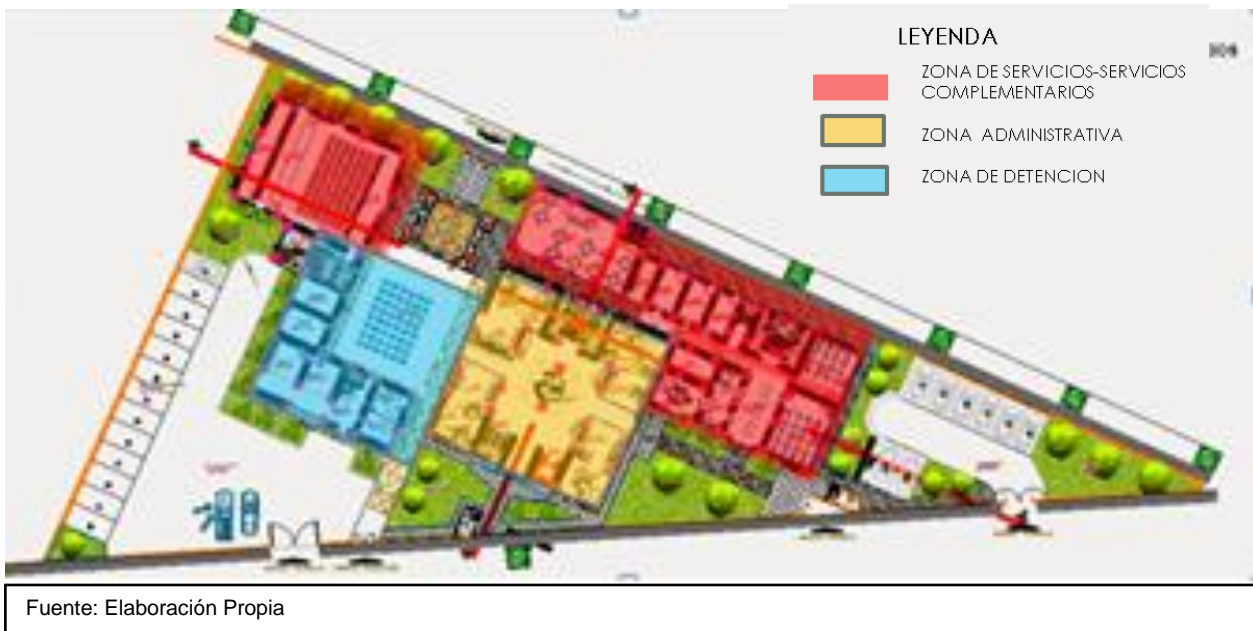 LEYENDA
ZONA DE SERVICIOS-SERVICIOS
COMPLEMENTARIOS
ZONA ADMINISTRATIVA
ZONA DE DETENCION
Fuente: Elaboración Propia